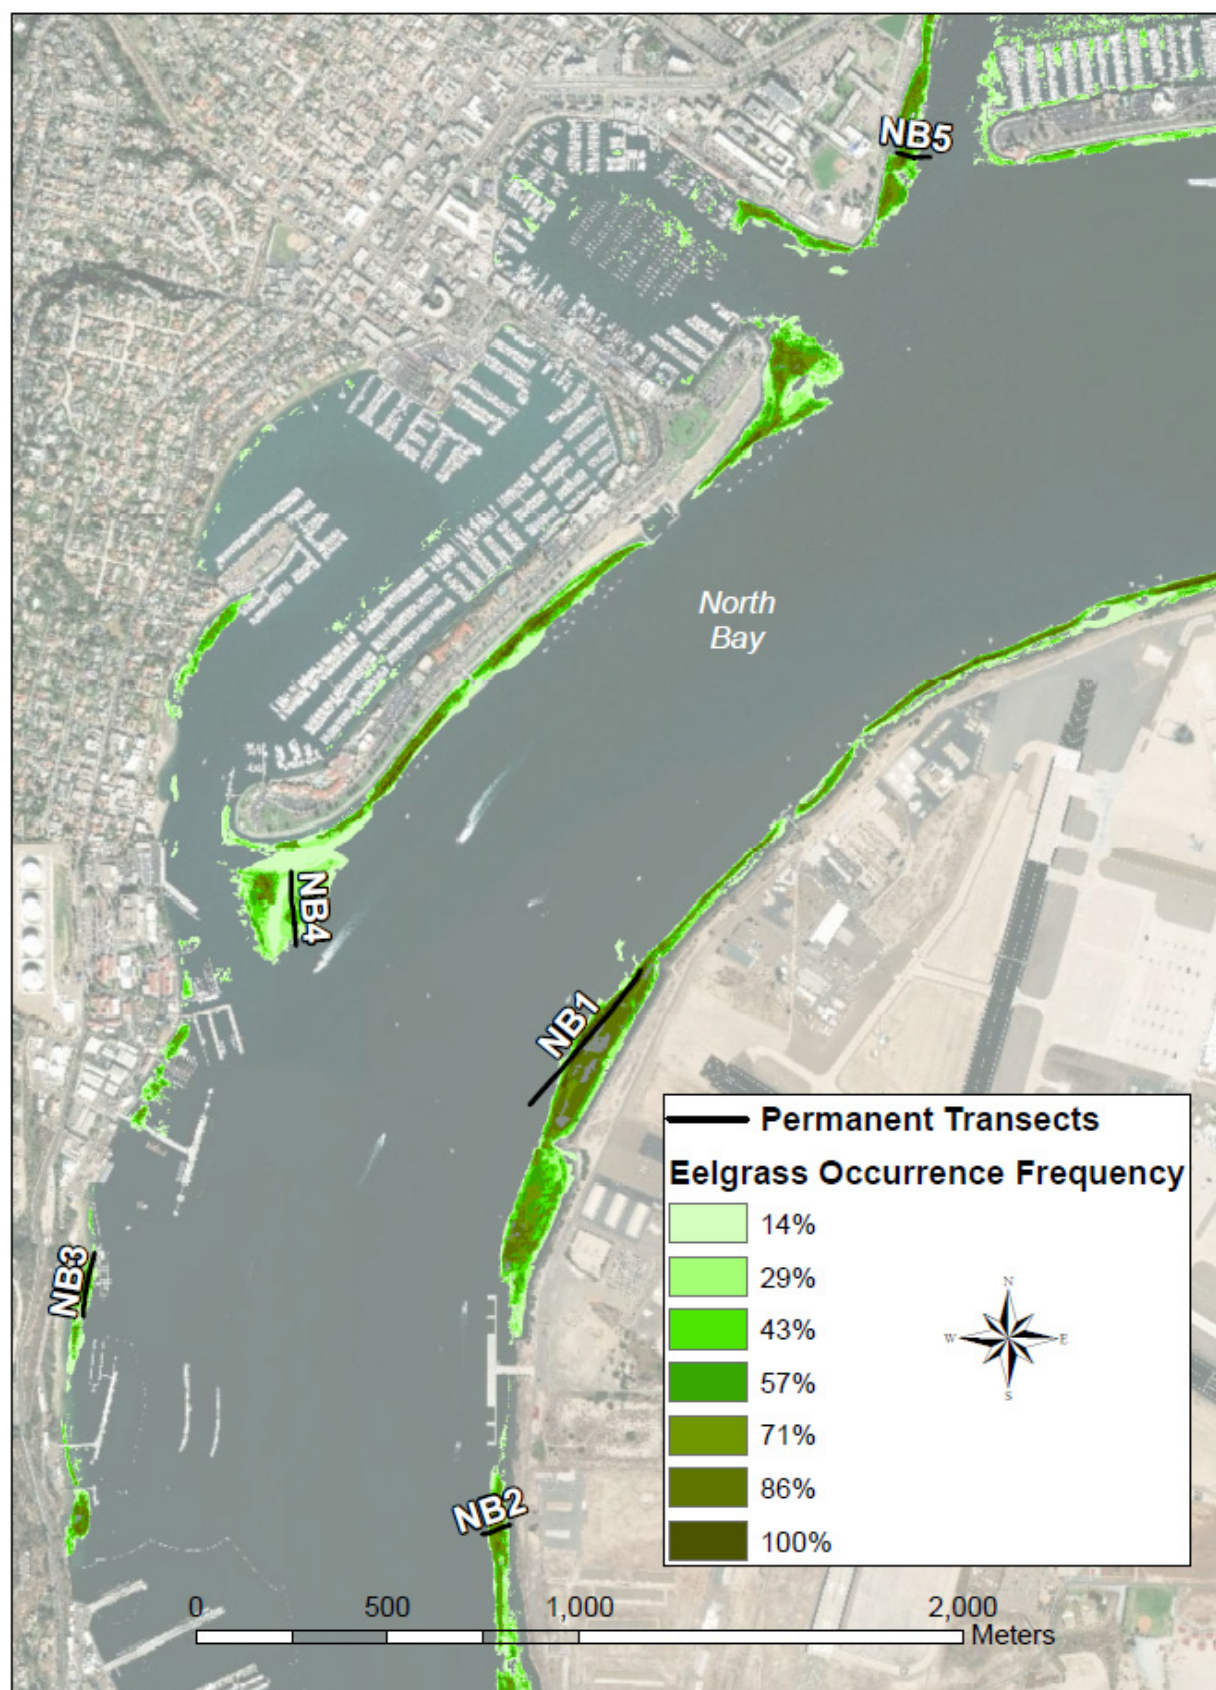 NB5
North
Bay
NB4
NB1
NB3
NB2
Permanent Transects
Eelgrass Occurrence Frequency
14%
29%
43%
57%
71%
86%
100%
N
W
E
S
0
500
1,000
2,000
Meters